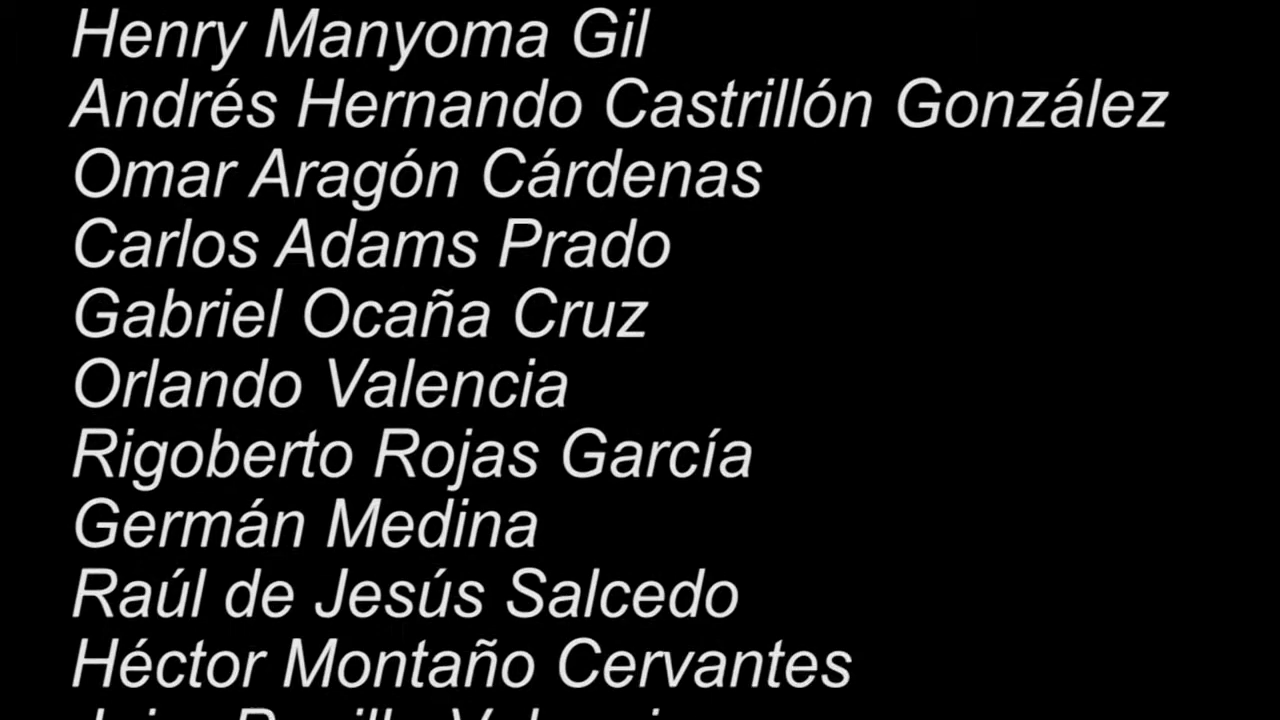 Henry Manyoma Gil
Andrés Hernando Castrillón González
Omar Aragón Cárdenas
Carlos Adams Prado
Gabriel Ocaña Cruz
Orlando Valencia
Rigoberto Rojas García
Germán Medina
Raúl de Jesús Salcedo
Héctor Montaño Cervantes